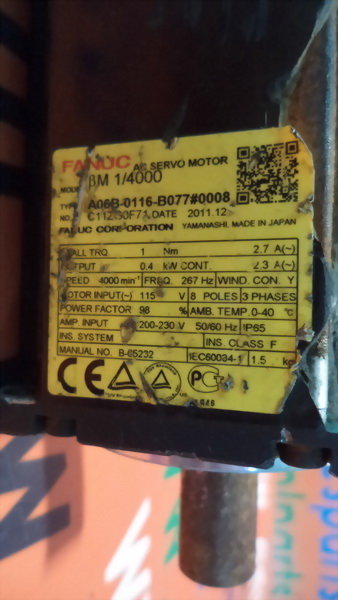 FANUC AC SERVO MOTOR
MODEL βM 1/4000
TYPE A06B-0116-B077#0008
NO. DATE 2011.12
FANUC CORPORATION YAMANASHI, MADE IN JAPAN
STALL TRQ. 1 Nm 2.7 A(~)
OUTPUT 0.4 kW CONT. 2.3 A(~)
SPEED 4000 min⁻¹ FREQ. 267 Hz WIND. CON. Y
MOTOR INPUT(~) 115 V 8 POLES 3 PHASES
POWER FACTOR 98 % AMB. TEMP. 0-40 °C
AMP. INPUT 200-230 V 50/60 Hz IP65
INS. SYSTEM INS. CLASS F
MANUAL NO. B-65232 IEC60034-1 1.5 kg
CE